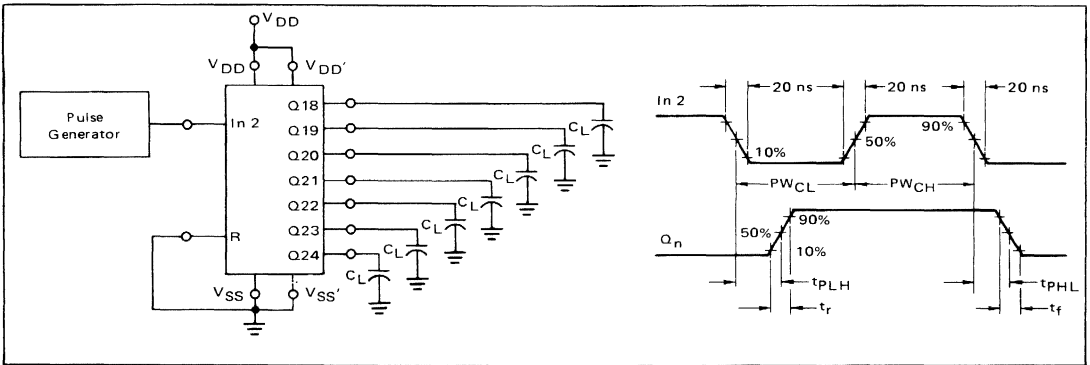 VDD
VDD VDD'
Pulse
Generator
In 2
R
Q18
Q19
Q20
Q21
Q22
Q23
Q24
CL
CL
CL
CL
CL
CL
CL
VSS VSS'
20 ns 20 ns 20 ns
In 2
90%
50%
10%
PWCL PWCH
Qn
90%
50%
10%
tPLH tPHL
tr tf